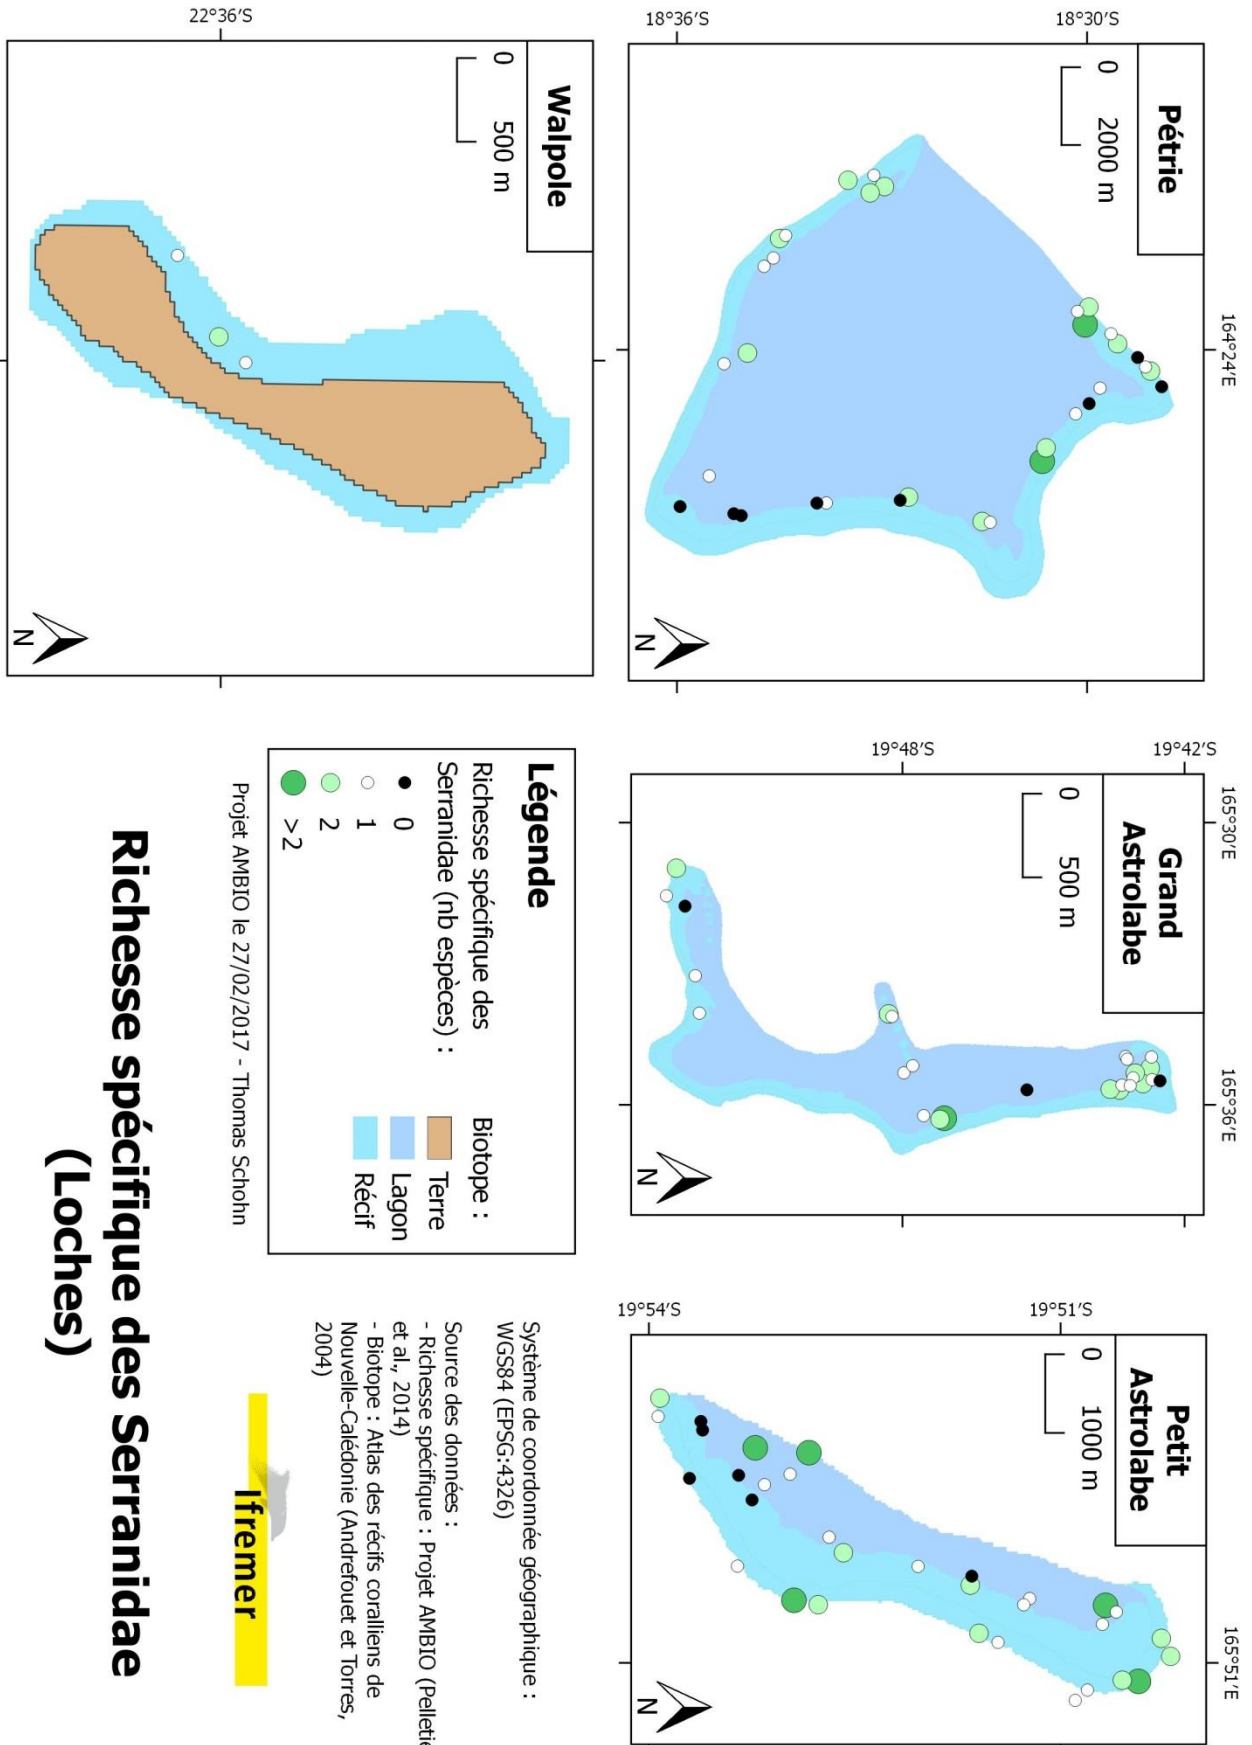 Pétrie
0 2000 m
164°24'E
18°30'S
18°36'S
N
Grand
Astrolabe
0 500 m
165°30'E
165°36'E
19°42'S
19°48'S
N
Petit
Astrolabe
0 1000 m
165°51'E
19°51'S
19°54'S
N
Walpole
0 500 m
22°36'S
N
Légende
Richesse spécifique des
Serranidae (nb espèces) :
0
1
2
>2
Biotope :
Terre
Lagon
Récif
Système de coordonnée géographique :
WGS84 (EPSG:4326)
Source des données :
- Richesse spécifique : Projet AMBIO (Pelletie
et al., 2014)
- Biotope : Atlas des récifs coralliens de
Nouvelle-Calédonie (Andrefouet et Torres,
2004)
Projet AMBIO le 27/02/2017 - Thomas Schohn
Ifremer
Richesse spécifique des Serranidae
(Loches)